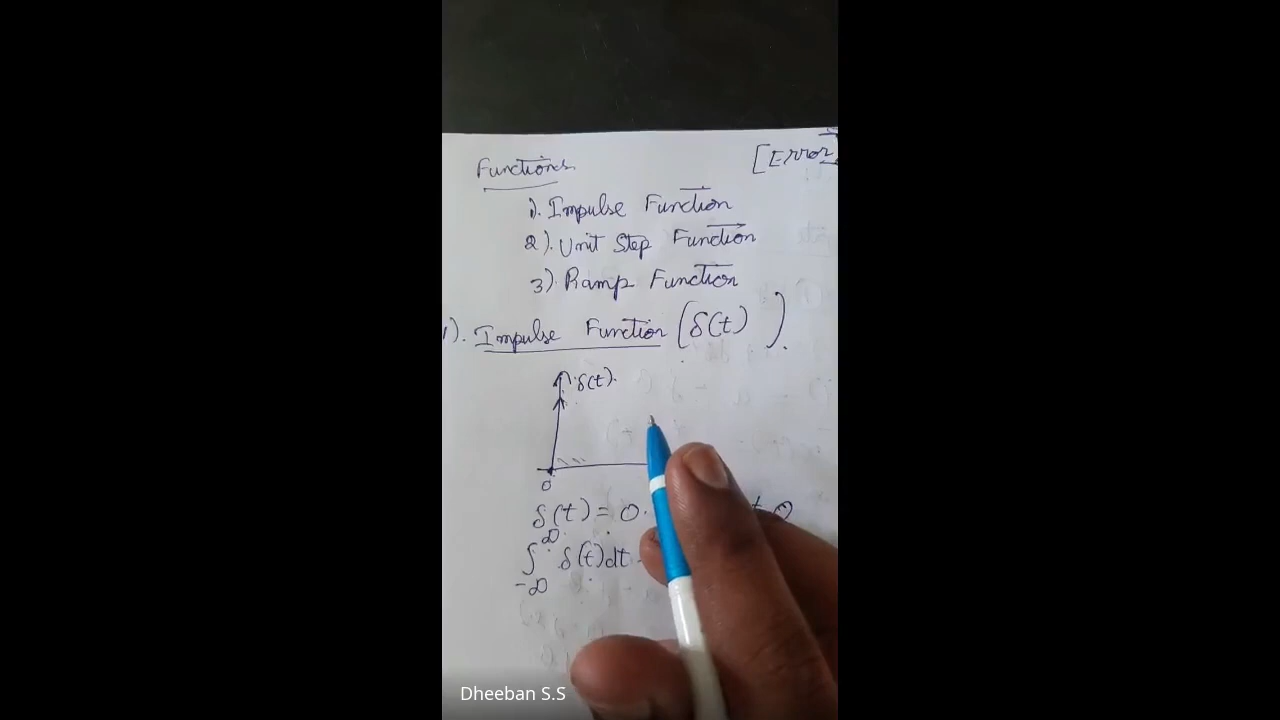 Functions
[Error
1). Impulse Function
2). Unit Step Function
3) Ramp Function
1). Impulse Function (δ(t)).
δ(t).
0
δ(t) = 0.
∞
∫ δ(t)dt
-∞
Dheeban S.S